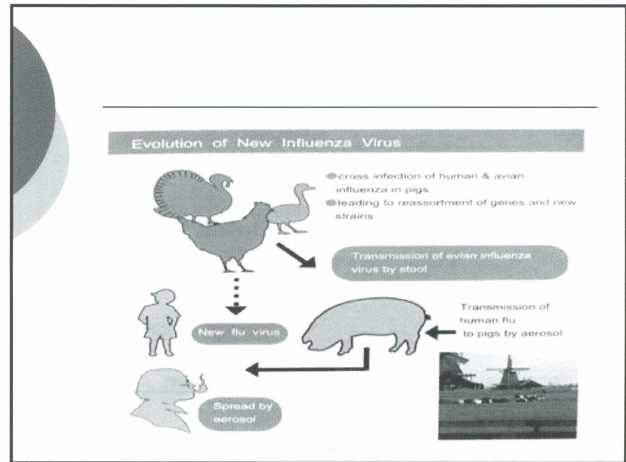 Evolution of New Influenza Virus
●cross infection of human & avian
influenza in pigs
●leading to reassortment of genes and new
strains
Transmission of avian influenza
virus by stool
Transmission of
human flu
to pigs by aerosol
New flu virus
Spread by
aerosol